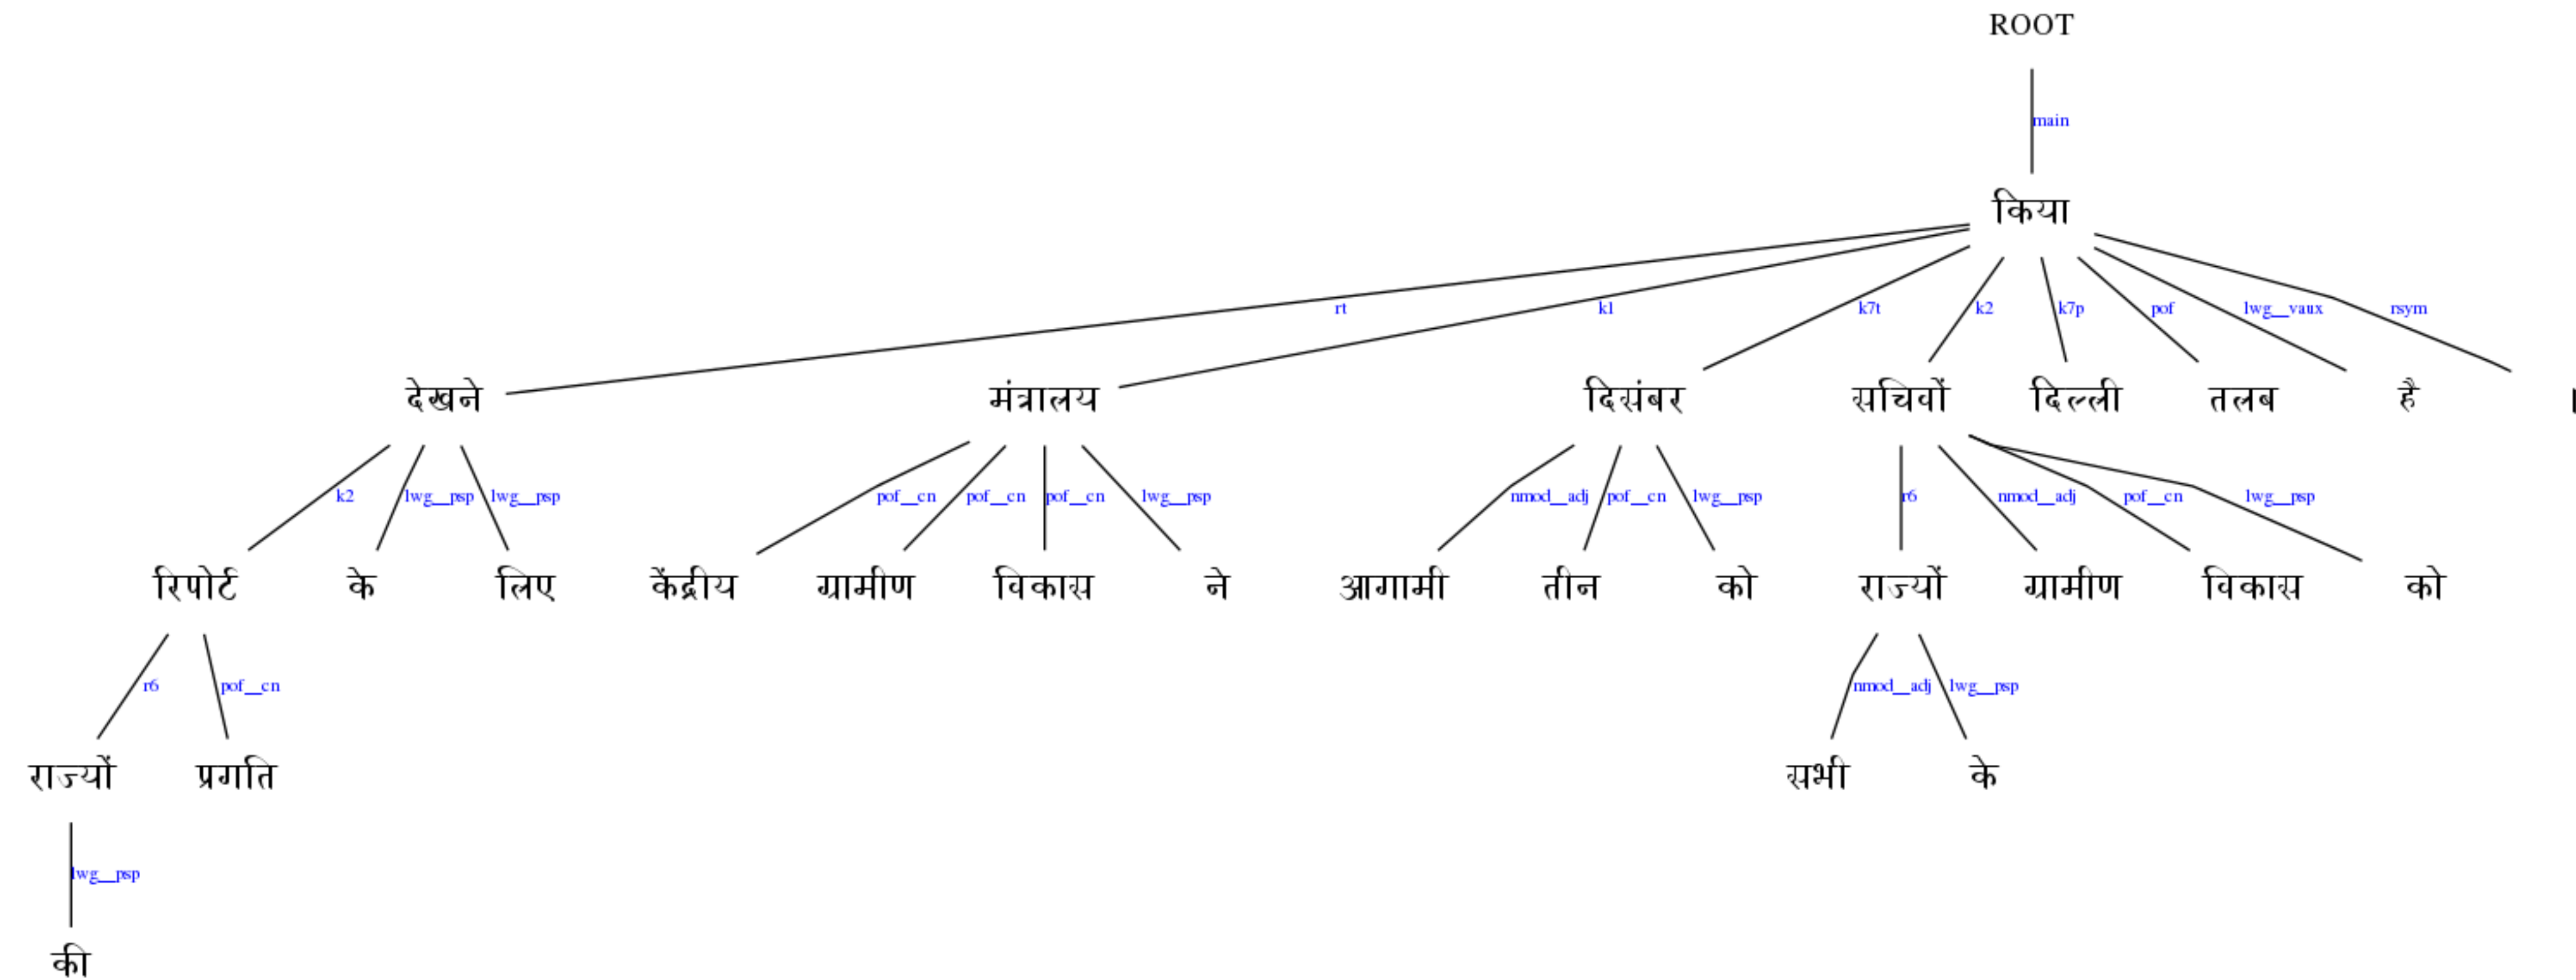 ROOT
main
किया
rt k1 k7t k2 k7p pof lwg__vaux rsym
देखने मंत्रालय दिसंबर सचिवों दिल्ली तलब है ।
k2 lwg__psp lwg__psp pof__cn pof__cn pof__cn lwg__psp nmod__adj pof__cn lwg__psp r6 nmod__adj pof__cn lwg__psp
रिपोर्ट के लिए केंद्रीय ग्रामीण विकास ने आगामी तीन को राज्यों ग्रामीण विकास को
r6 pof__cn nmod__adj lwg__psp
राज्यों प्रगति सभी के
lwg__psp
की